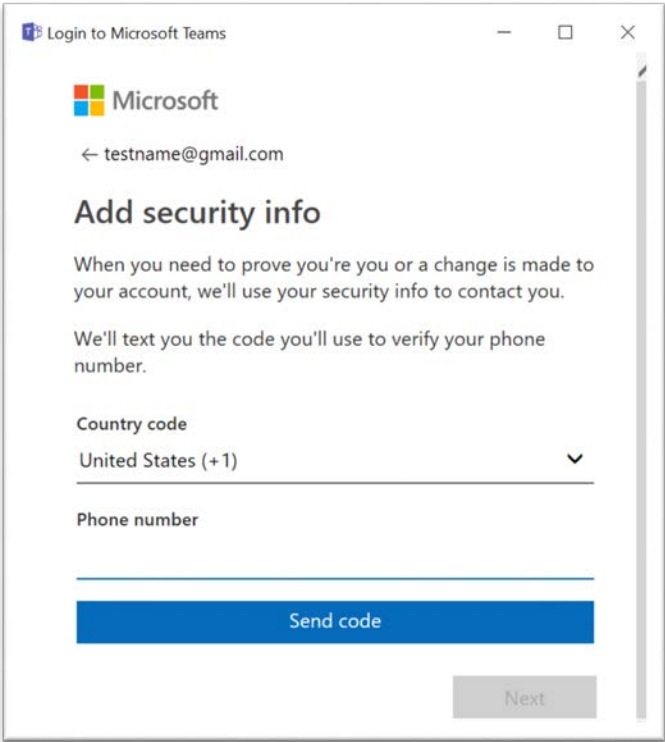 Login to Microsoft Teams
Microsoft
← testname@gmail.com
Add security info
When you need to prove you're you or a change is made to
your account, we'll use your security info to contact you.
We'll text you the code you'll use to verify your phone
number.
Country code
United States (+1)
Phone number
Send code
Next